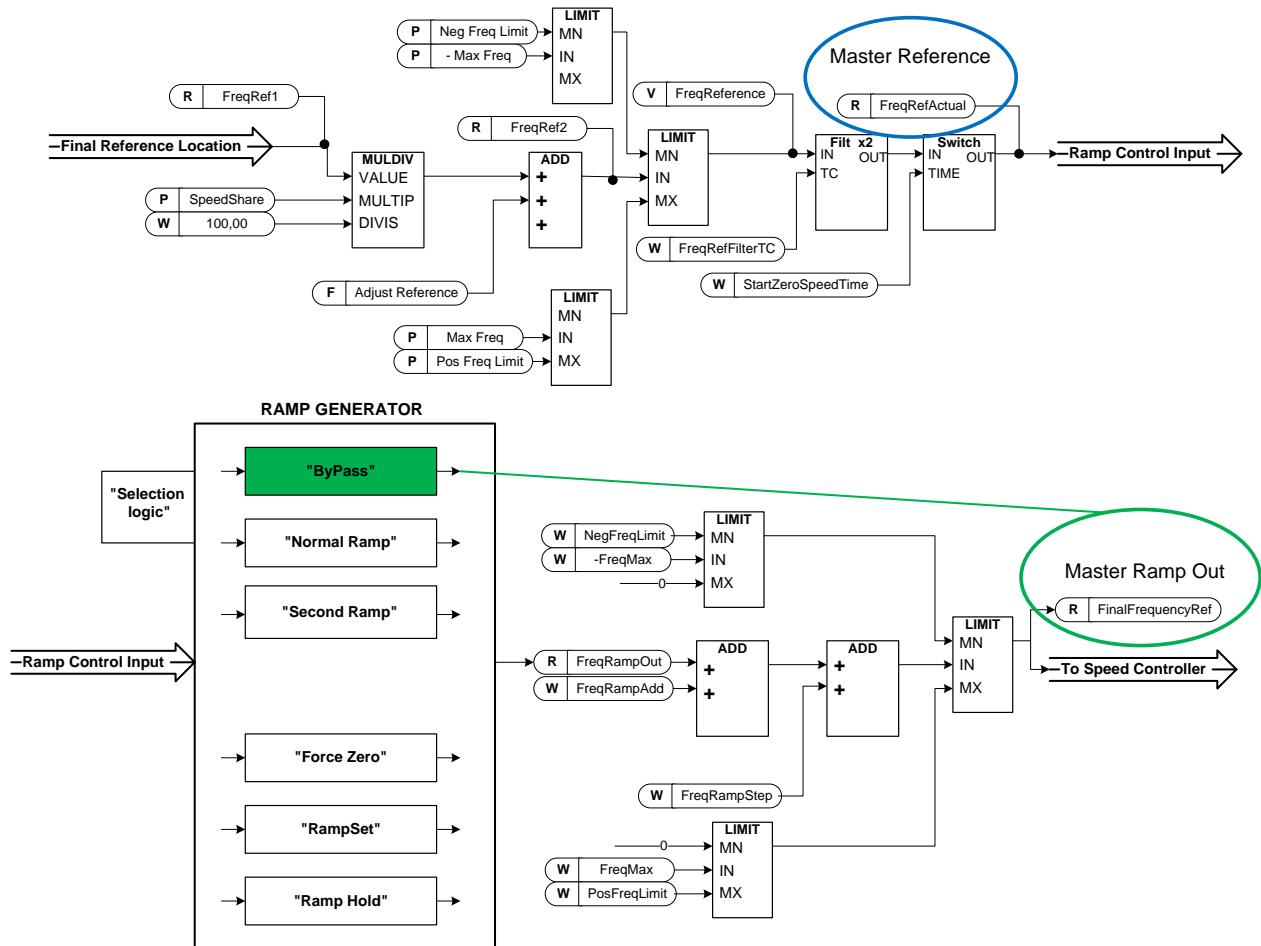 LIMIT
P Neg Freq Limit
MN
P - Max Freq
IN
MX
Master Reference
R FreqRef1
V FreqReference
R FreqRefActual
R FreqRef2
Final Reference Location
LIMIT
MN
IN
MX
Filt x2
IN
OUT
TC
Switch
IN
OUT
TIME
Ramp Control Input
MULDIV
VALUE
MULTIP
DIVIS
ADD
+
+
+
P SpeedShare
W 100,00
W FreqRefFilterTC
W StartZeroSpeedTime
F Adjust Reference
LIMIT
MN
P Max Freq
IN
P Pos Freq Limit
MX
RAMP GENERATOR
"ByPass"
"Selection
logic"
"Normal Ramp"
"Second Ramp"
Ramp Control Input
"Force Zero"
"RampSet"
"Ramp Hold"
LIMIT
W NegFreqLimit
MN
W -FreqMax
IN
0
MX
Master Ramp Out
R FinalFrequencyRef
LIMIT
MN
IN
MX
To Speed Controller
ADD
R FreqRampOut
+
W FreqRampAdd
+
ADD
+
+
W FreqRampStep
LIMIT
0
MN
W FreqMax
IN
W PosFreqLimit
MX